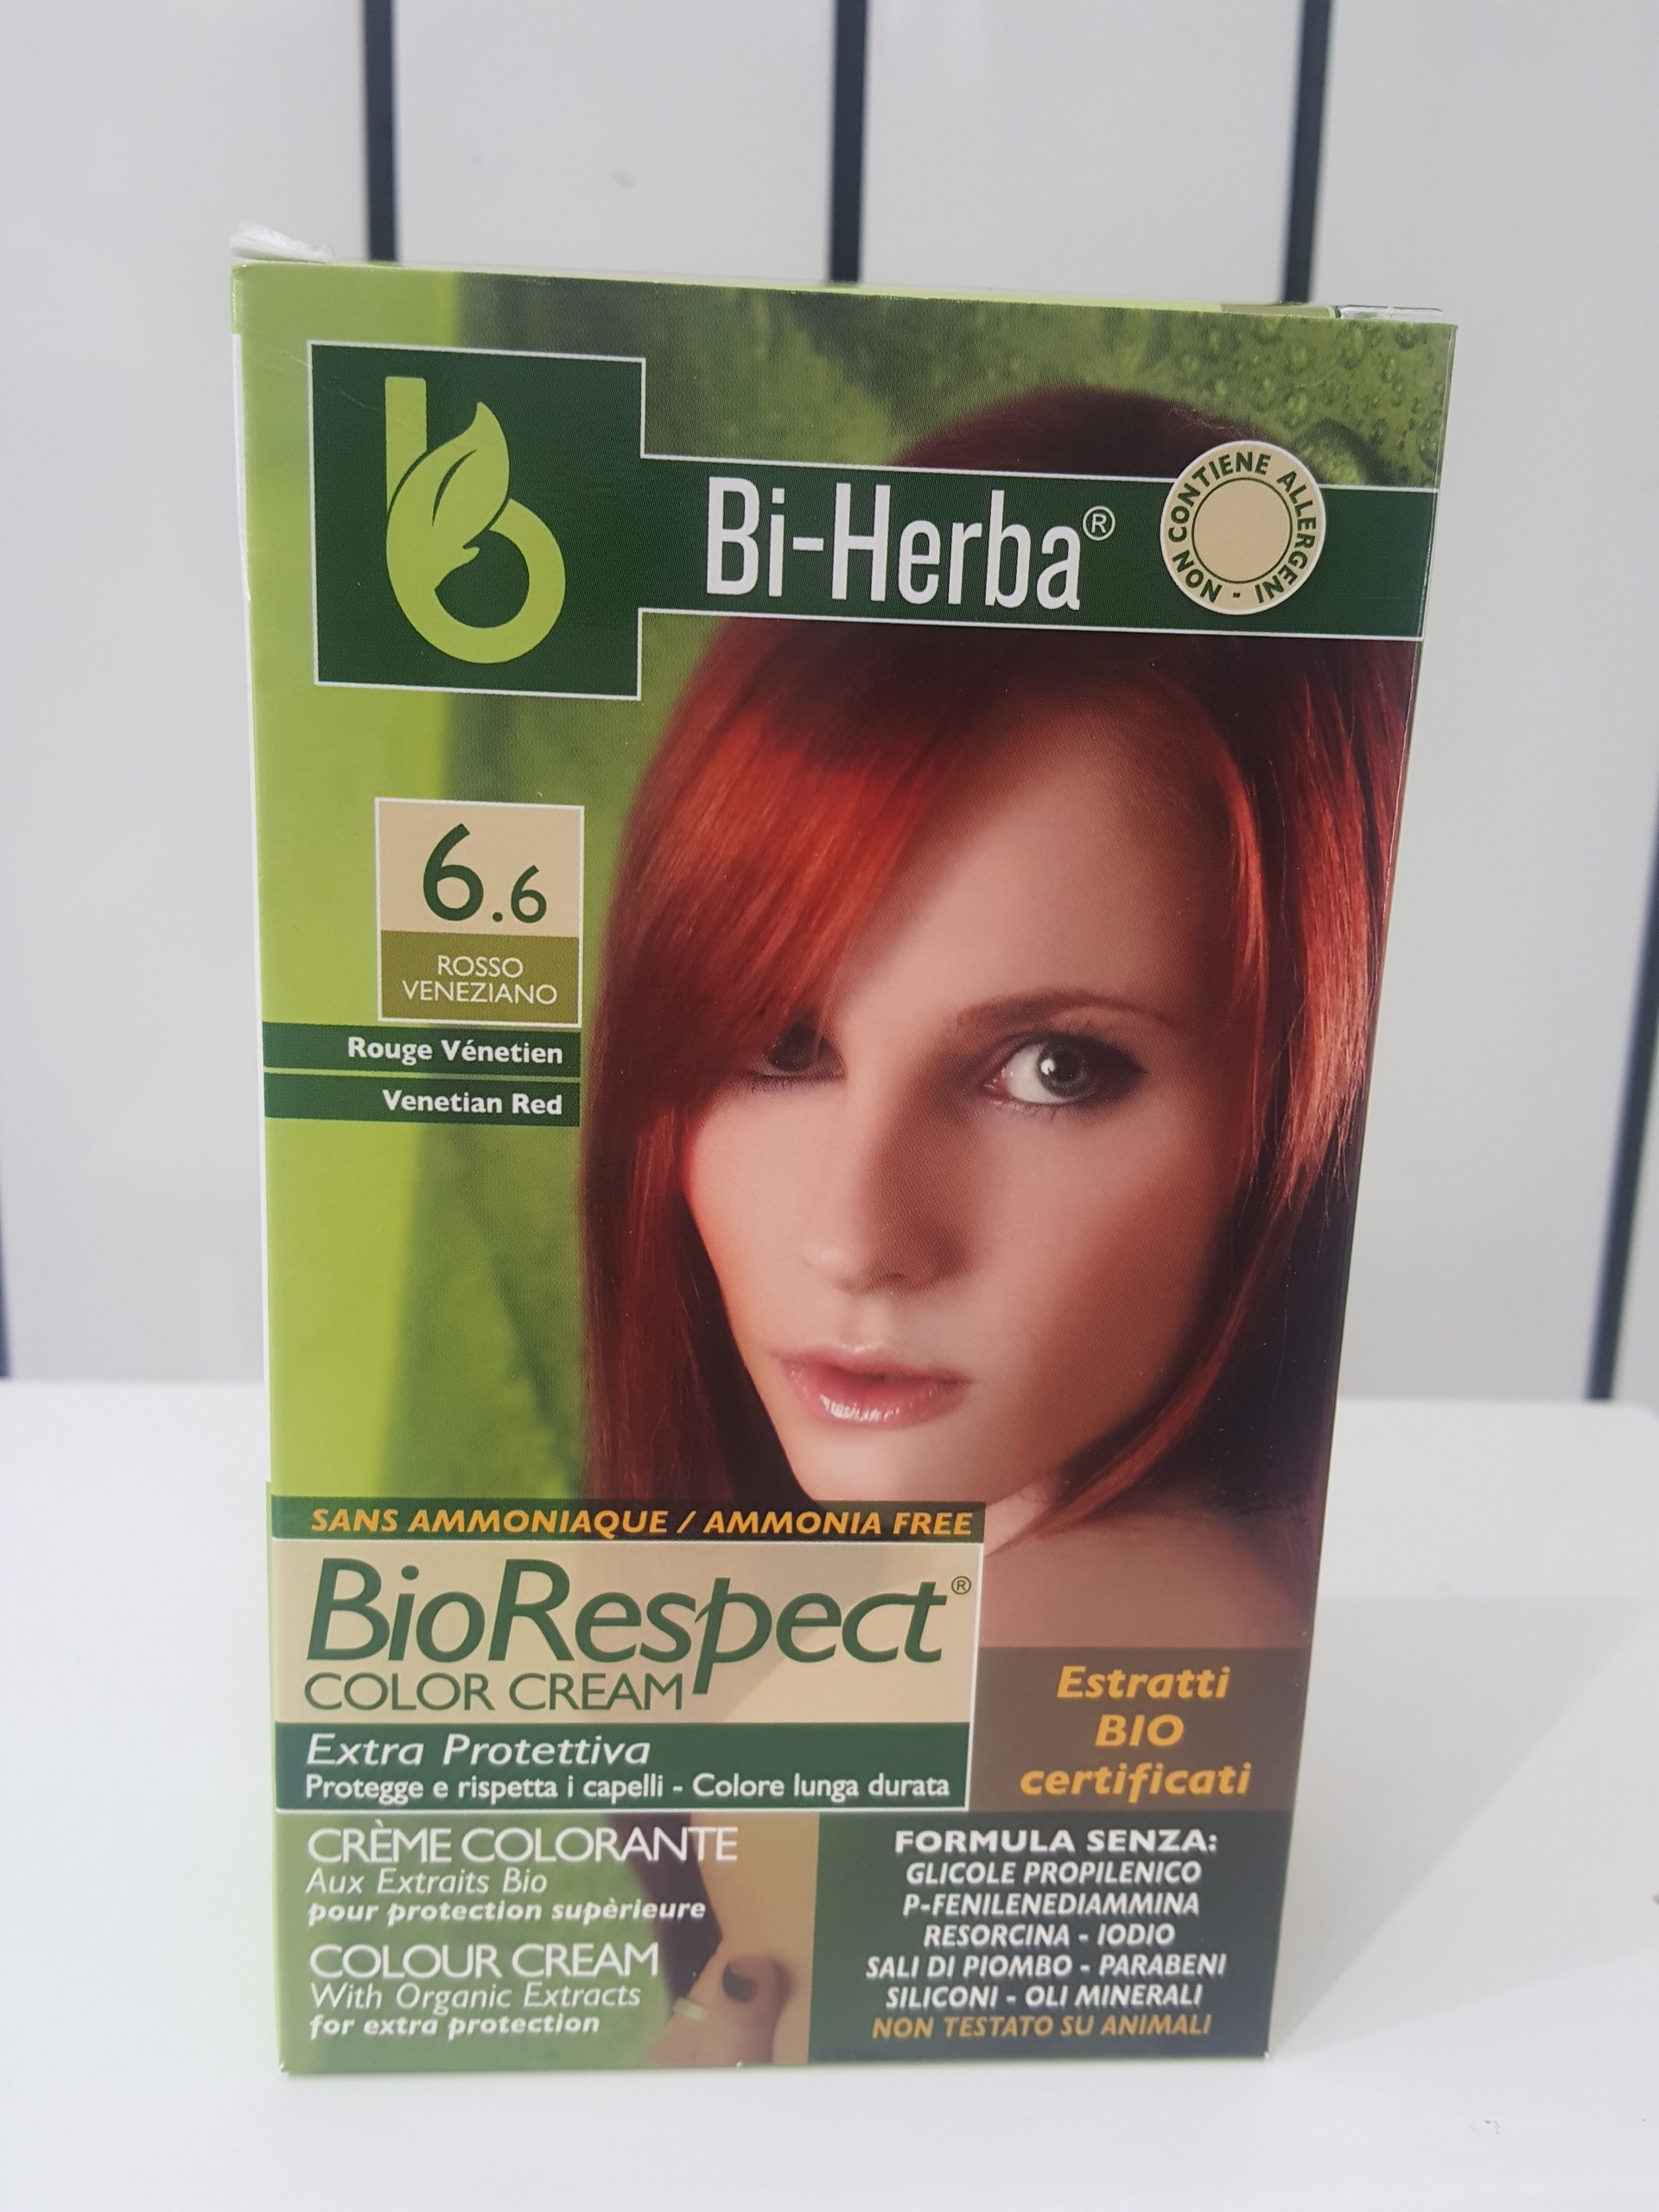 Bi-Herba®
NON CONTIENE ALLERGENI -
6.6
ROSSO
VENEZIANO
Rouge Vénetien
Venetian Red
SANS AMMONIAQUE / AMMONIA FREE
BioRespect®
COLOR CREAM
Extra Protettiva
Protegge e rispetta i capelli - Colore lunga durata
Estratti
BIO
certificati
CRÈME COLORANTE
Aux Extraits Bio
pour protection supèrieure
COLOUR CREAM
With Organic Extracts
for extra protection
FORMULA SENZA:
GLICOLE PROPILENICO
P-FENILENEDIAMMINA
RESORCINA - IODIO
SALI DI PIOMBO - PARABENI
SILICONI - OLI MINERALI
NON TESTATO SU ANIMALI